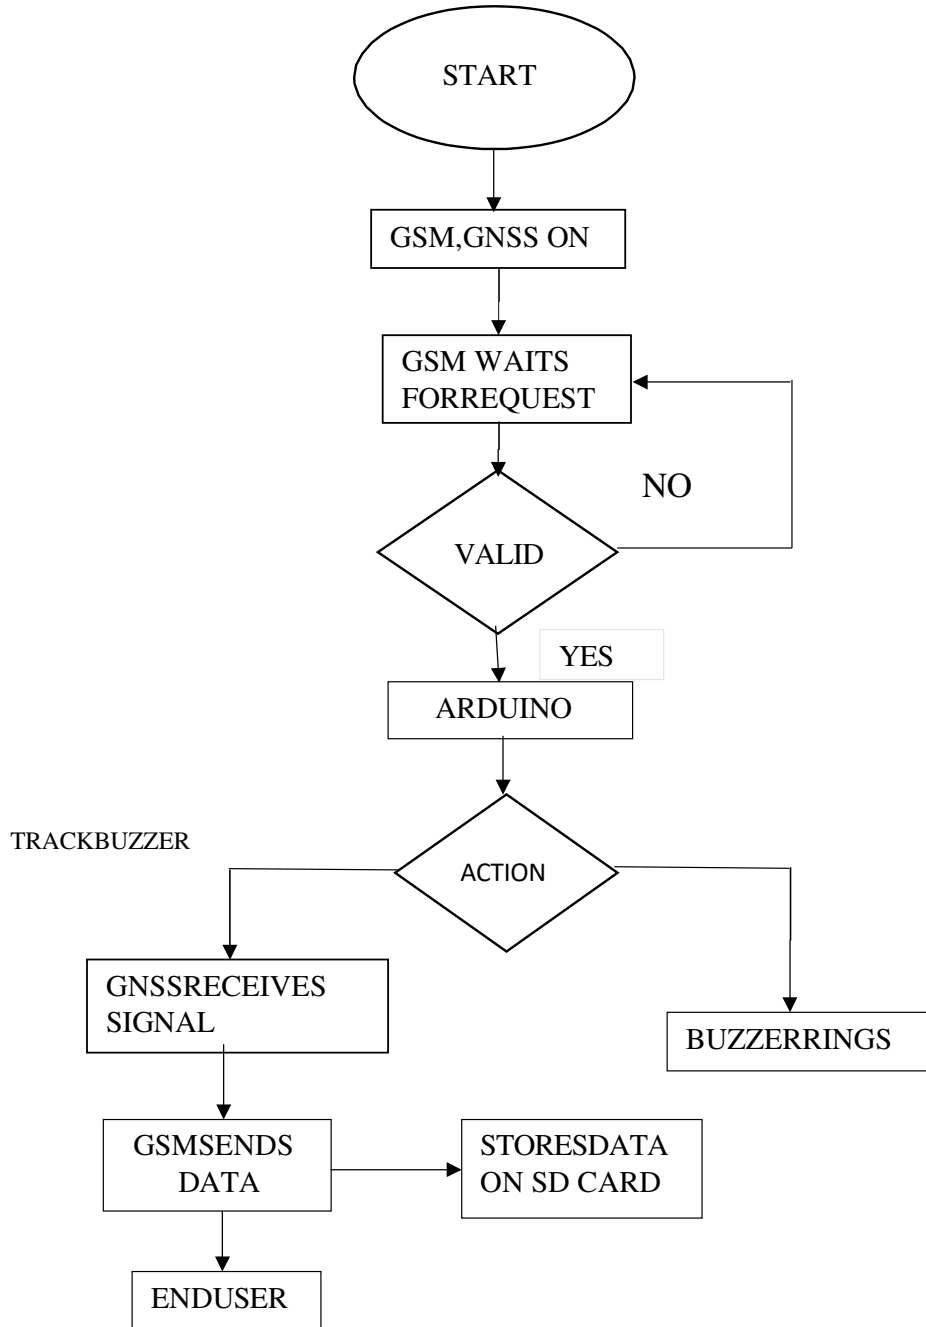 START
GSM,GNSS ON
GSM WAITS
FORREQUEST
NO
VALID
YES
ARDUINO
TRACKBUZZER
ACTION
GNSSRECEIVES
SIGNAL
BUZZERRINGS
GSMSENDS
DATA
STORESDATA
ON SD CARD
ENDUSER